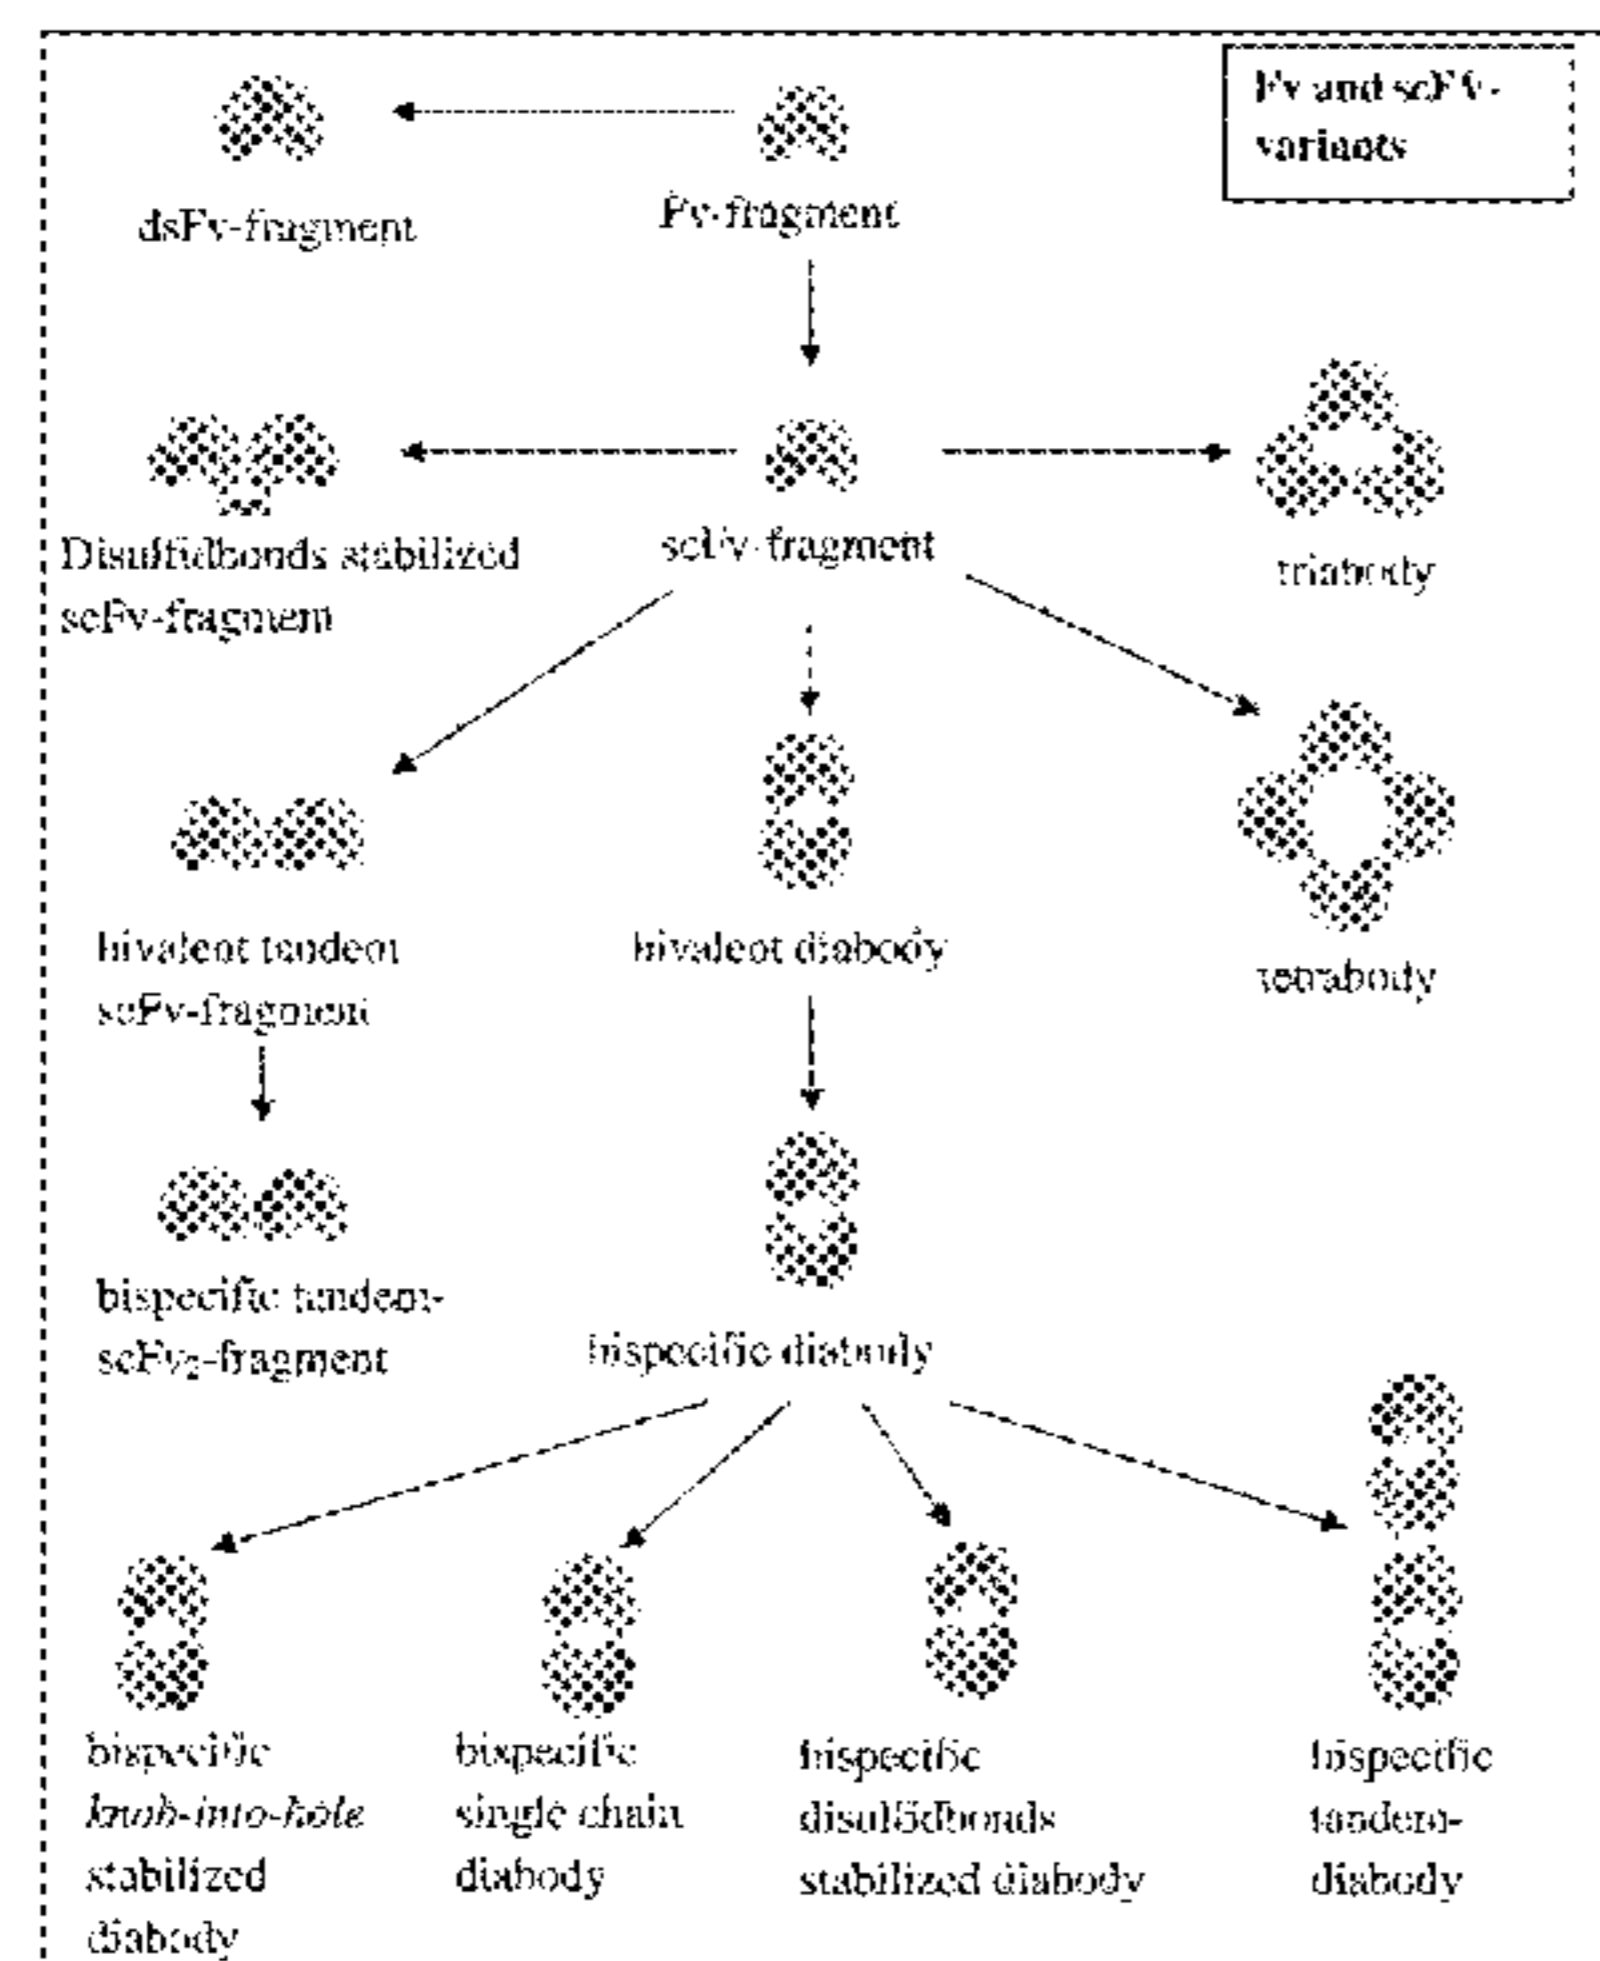 Fv and scFV-
variants
dsFv-fragment
Fv-fragment
Disulfidbonds stabilized
scFv-fragment
scFv-fragment
triabody
bivalent tandem
scFv-fragment
bivalent diabody
tetrabody
bispecific tandem-
scFv₂-fragment
bispecific diabody
bispecific
knob-into-hole
stabilized
diabody
bispecific
single chain
diabody
bispecific
disulfidbonds
stabilized diabody
bispecific
tandem-
diabody